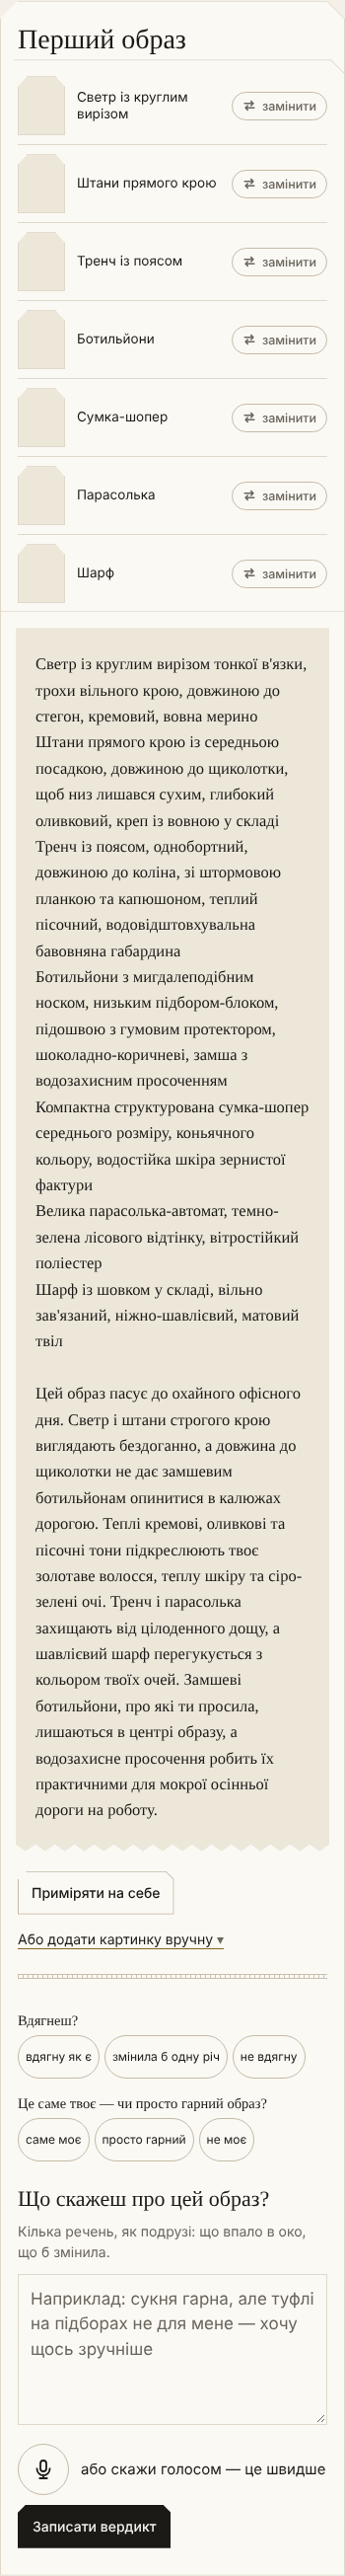 Перший образ
Светр із круглим
вирізом
⇄ замінити
Штани прямого крою
⇄ замінити
Тренч із поясом
⇄ замінити
Ботильйони
⇄ замінити
Сумка-шопер
⇄ замінити
Парасолька
⇄ замінити
Шарф
⇄ замінити
Светр із круглим вирізом тонкої в'язки,
трохи вільного крою, довжиною до
стегон, кремовий, вовна мерино
Штани прямого крою із середньою
посадкою, довжиною до щиколотки,
щоб низ лишався сухим, глибокий
оливковий, креп із вовною у складі
Тренч із поясом, однобортний,
довжиною до коліна, зі штормовою
планкою та капюшоном, теплий
пісочний, водовідштовхувальна
бавовняна габардина
Ботильйони з мигдалеподібним
носком, низьким підбором-блоком,
підошвою з гумовим протектором,
шоколадно-коричневі, замша з
водозахисним просоченням
Компактна структурована сумка-шопер
середнього розміру, коньячного
кольору, водостійка шкіра зернистої
фактури
Велика парасолька-автомат, темно-
зелена лісового відтінку, вітростійкий
поліестер
Шарф із шовком у складі, вільно
зав'язаний, ніжно-шавлієвий, матовий
твіл
Цей образ пасує до охайного офісного
дня. Светр і штани строгого крою
виглядають бездоганно, а довжина до
щиколотки не дає замшевим
ботильйонам опинитися в калюжах
дорогою. Теплі кремові, оливкові та
пісочні тони підкреслюють твоє
золотаве волосся, теплу шкіру та сіро-
зелені очі. Тренч і парасолька
захищають від цілоденного дощу, а
шавлієвий шарф перегукується з
кольором твоїх очей. Замшеві
ботильйони, про які ти просила,
лишаються в центрі образу, а
водозахисне просочення робить їх
практичними для мокрої осінньої
дороги на роботу.
Приміряти на себе
Або додати картинку вручну ▾
Вдягнеш?
вдягну як є змінила б одну річ не вдягну
Це саме твоє — чи просто гарний образ?
саме моє просто гарний не моє
Що скажеш про цей образ?
Кілька речень, як подрузі: що впало в око,
що б змінила.
Наприклад: сукня гарна, але туфлі
на підборах не для мене — хочу
щось зручніше
або скажи голосом — це швидше
Записати вердикт